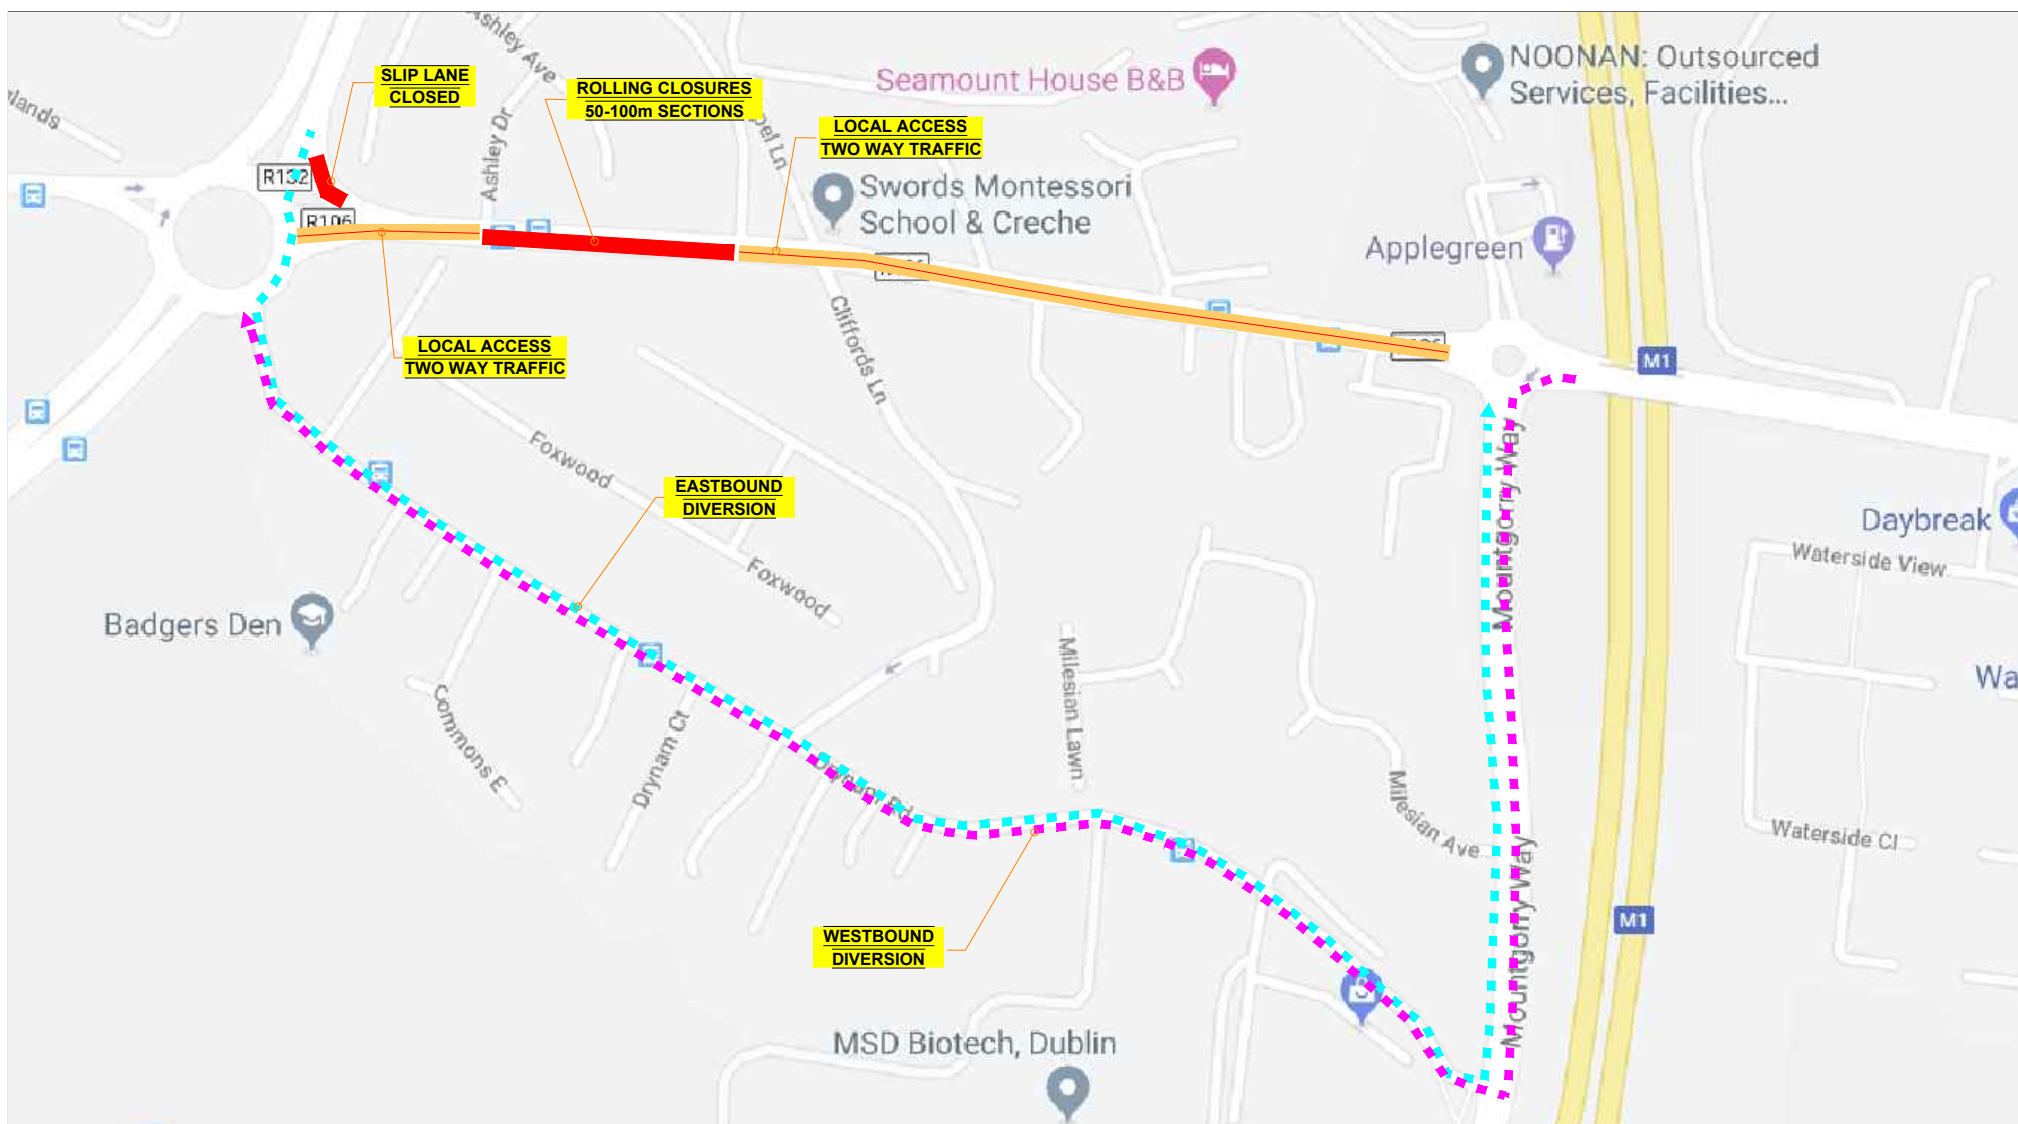 NOONAN: Outsourced
Services, Facilities...
Ashley Ave
SLIP LANE
CLOSED
ROLLING CLOSURES
50-100m SECTIONS
Seamount House B&B
LOCAL ACCESS
TWO WAY TRAFFIC
Ashley Dr
R132
R106
Swords Montessori
School & Creche
Applegreen
LOCAL ACCESS
TWO WAY TRAFFIC
Cliffords Ln
M1
Foxwood
Mountgorry Way
EASTBOUND
DIVERSION
Daybreak
Waterside View
Foxwood
Badgers Den
Milesian Lawn
Commons E
Drynam Ct
Drynam Rd
Milesian Ave
Waterside Cl
WESTBOUND
DIVERSION
M1
Mountgorry Way
MSD Biotech, Dublin